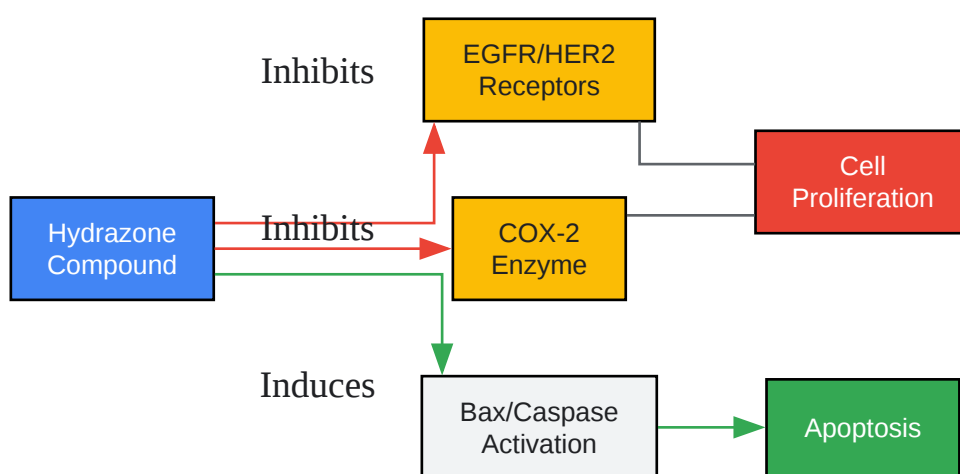 Inhibits
EGFR/HER2
Receptors
Cell
Proliferation
Hydrazone
Compound
Inhibits
COX-2
Enzyme
Induces
Bax/Caspase
Activation
Apoptosis